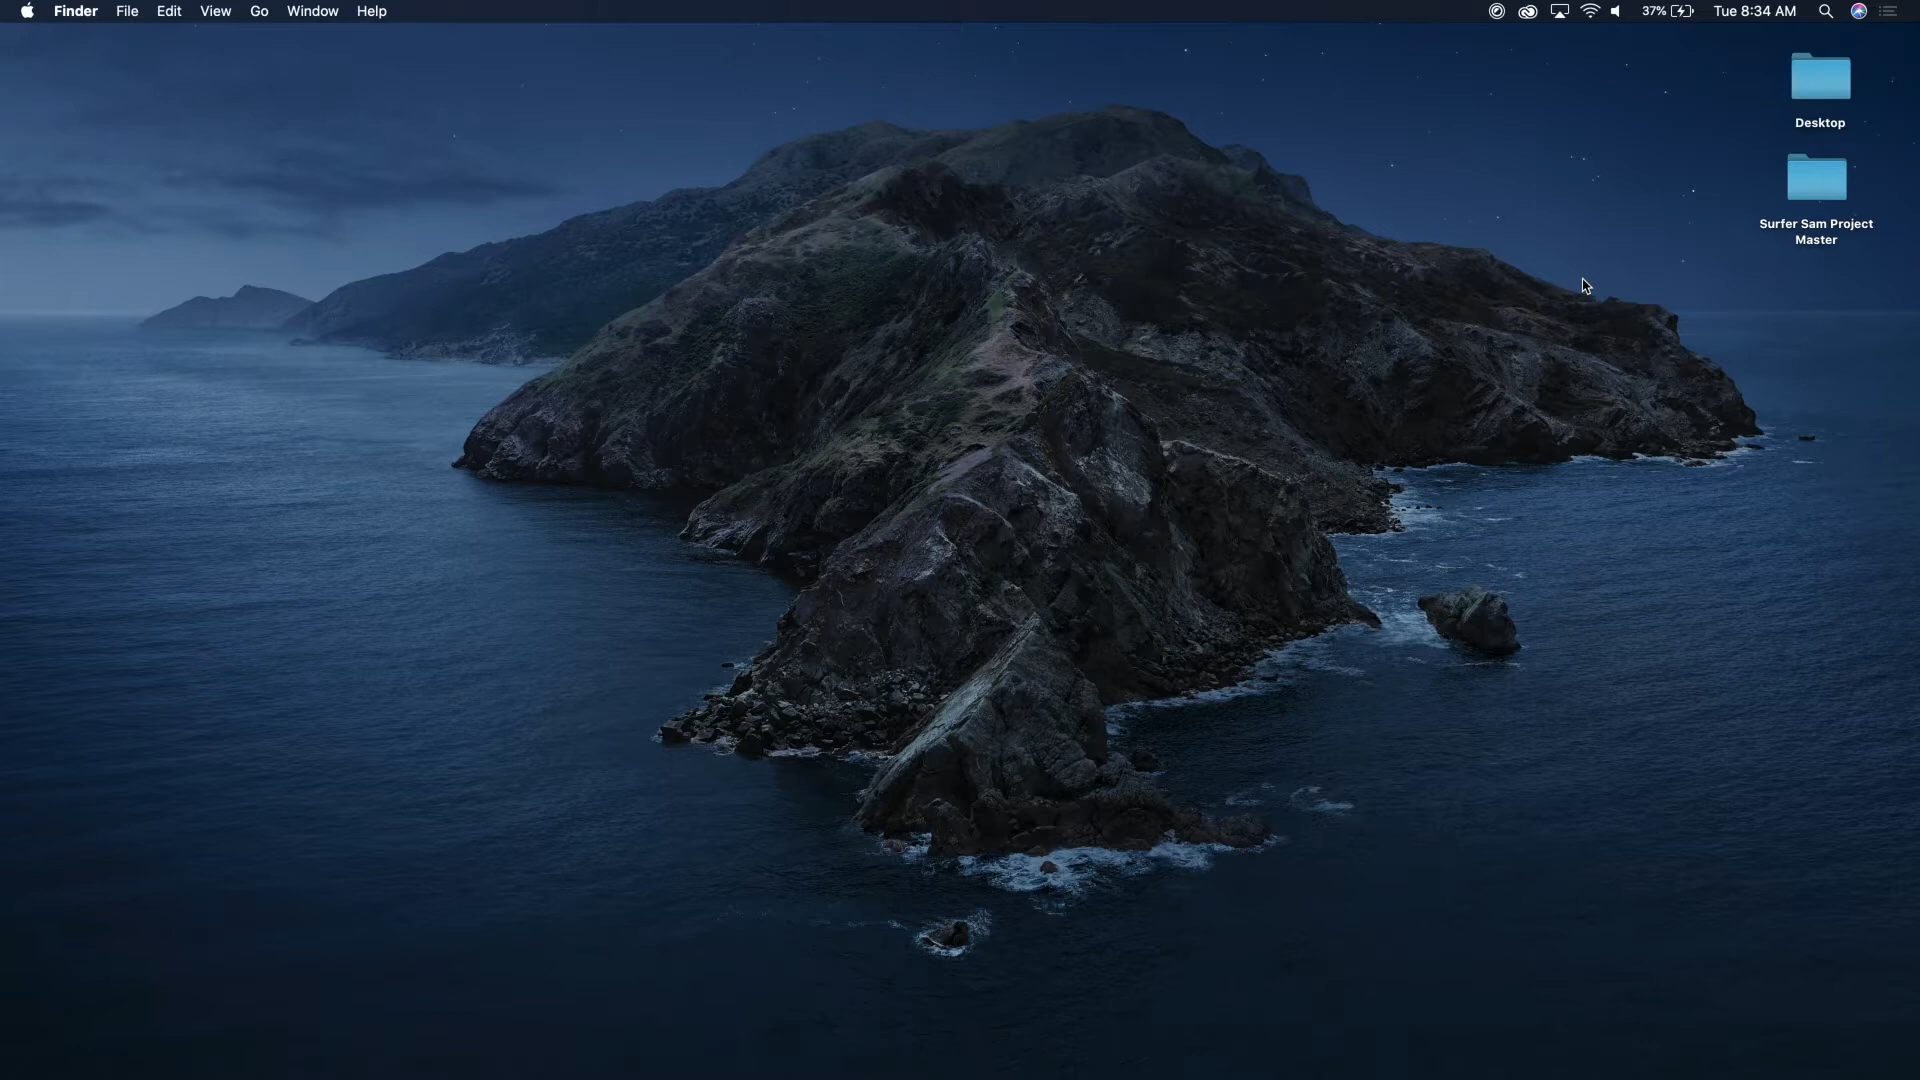 Finder File Edit View Go Window Help 37% Tue 8:34 AM
Desktop
Surfer Sam Project
Master